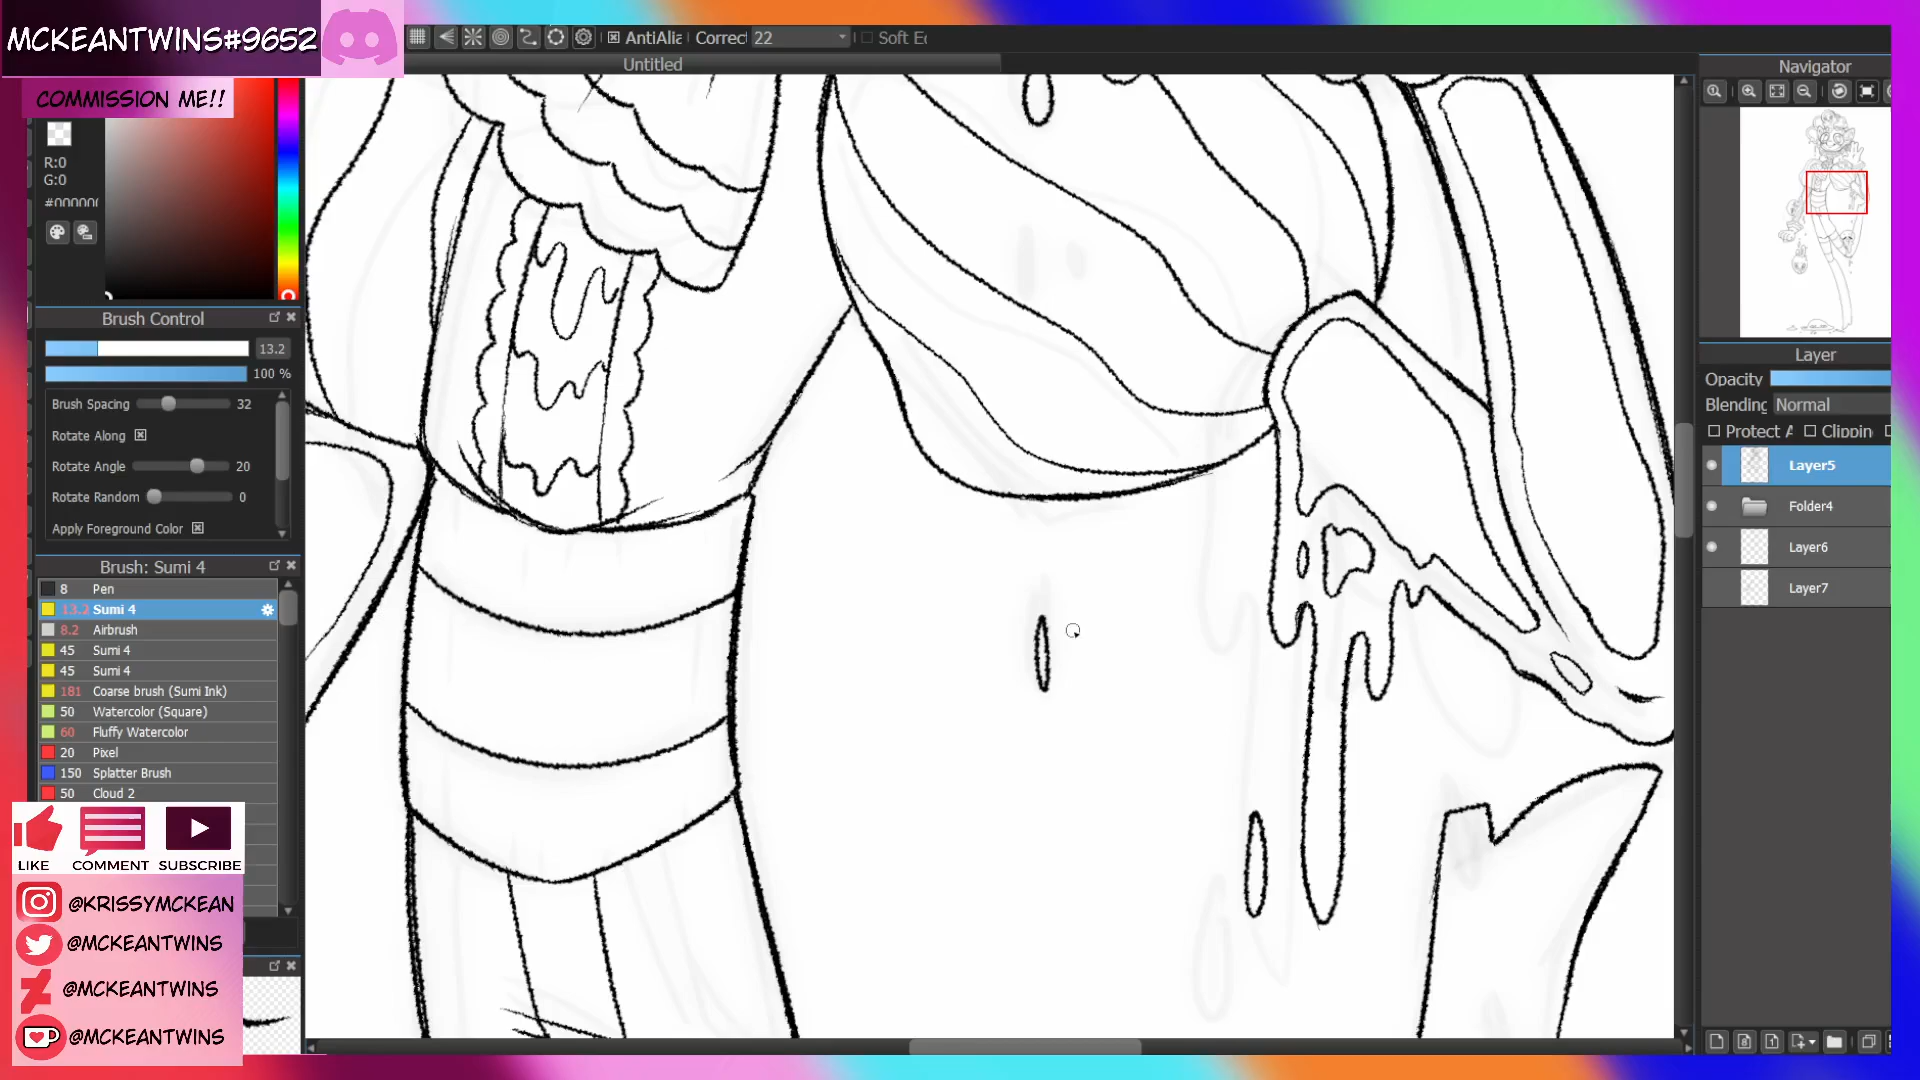 MCKEANTWINS#9652
COMMISSION ME!!
AntiAlia
Correct
22
Soft Ec
Untitled
R:0
G:0
#000000
Brush Control
13.2
100 %
Brush Spacing
32
Rotate Along
Rotate Angle
20
Rotate Random
0
Apply Foreground Color
Brush: Sumi 4
8 Pen
13.2 Sumi 4
8.2 Airbrush
45 Sumi 4
45 Sumi 4
181 Coarse brush (Sumi Ink)
50 Watercolor (Square)
60 Fluffy Watercolor
20 Pixel
150 Splatter Brush
50 Cloud 2
LIKE
COMMENT
SUBSCRIBE
@KRISSYMCKEAN
@MCKEANTWINS
@MCKEANTWINS
@MCKEANTWINS
Navigator
Layer
Opacity
Blending
Normal
Protect A
Clipping
Layer5
Folder4
Layer6
Layer7